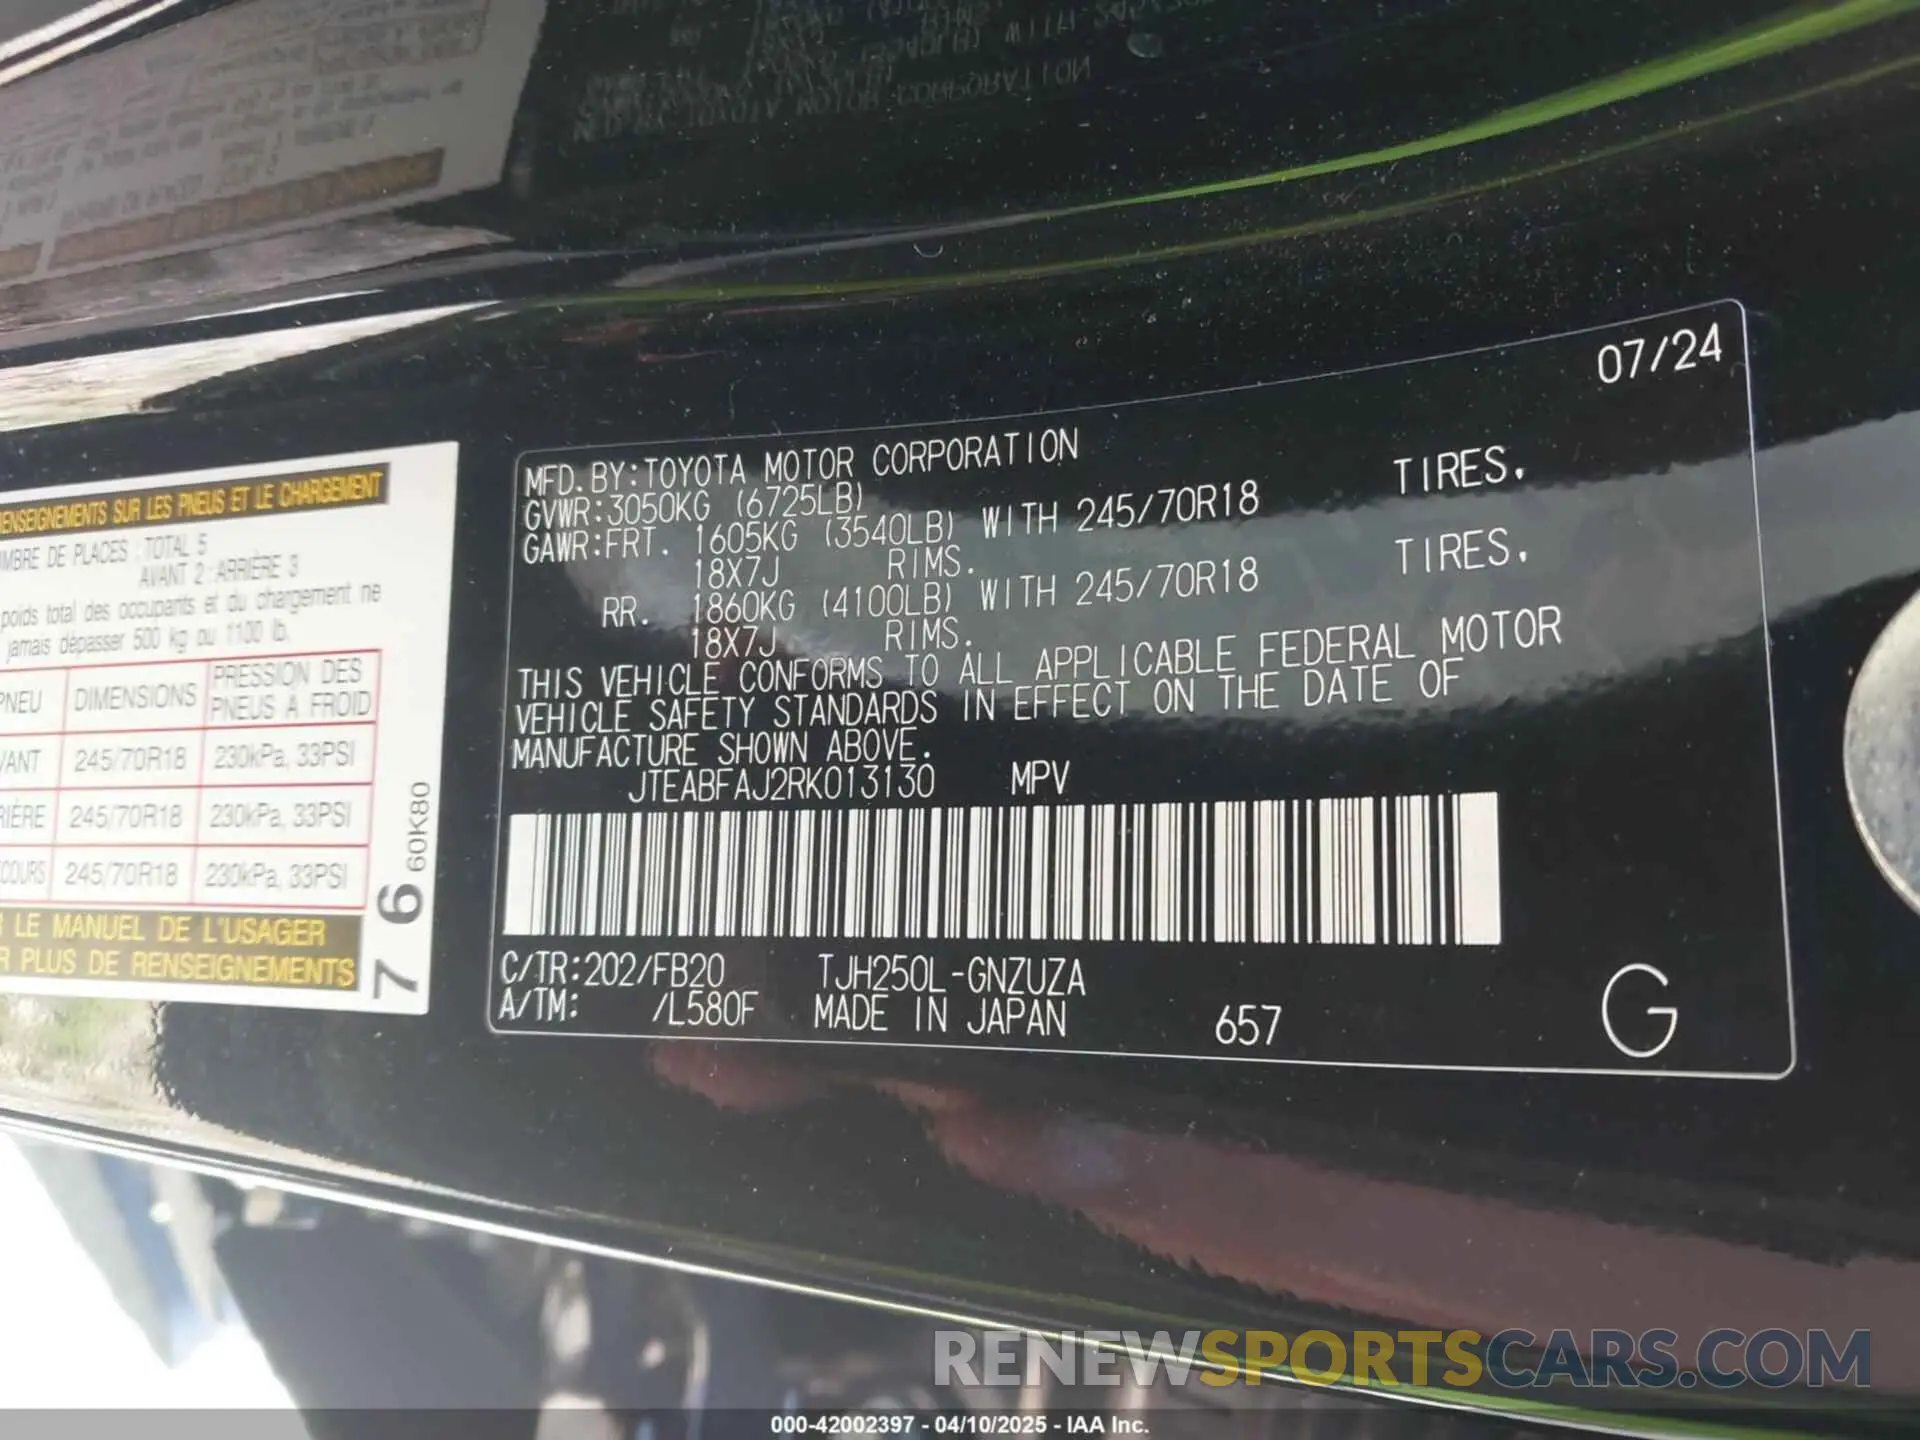 RENSEIGNEMENTS SUR LES PNEUS ET LE CHARGEMENT
DE PLACES : TOTAL 5
AVANT 2 : ARRIÈRE 3
poids total des occupants et du chargement ne
jamais dépasser 500 kg ou 1100 lb.
PNEU DIMENSIONS PRESSION DES PNEUS À FROID
245/70R18 230kPa, 33PSI
245/70R18 230kPa, 33PSI
245/70R18 230kPa, 33PSI
LE MANUEL DE L'USAGER
PLUS DE RENSEIGNEMENTS
7 6 60K80
07/24
MFD. BY: TOYOTA MOTOR CORPORATION
GVWR: 3050KG (6725LB)
GAWR: FRT. 1605KG (3540LB) WITH 245/70R18 TIRES.
18X7J RIMS.
RR. 1860KG (4100LB) WITH 245/70R18 TIRES.
18X7J RIMS.
THIS VEHICLE CONFORMS TO ALL APPLICABLE FEDERAL MOTOR
VEHICLE SAFETY STANDARDS IN EFFECT ON THE DATE OF
MANUFACTURE SHOWN ABOVE.
JTEABFAJ2RK013130 MPV
C/TR: 202/FB20 TJH250L-GNZUZA
A/TM: /L580F MADE IN JAPAN 657
G
RENEWSPORTSCARS.COM
000-42002397 - 04/10/2025 - IAA Inc.